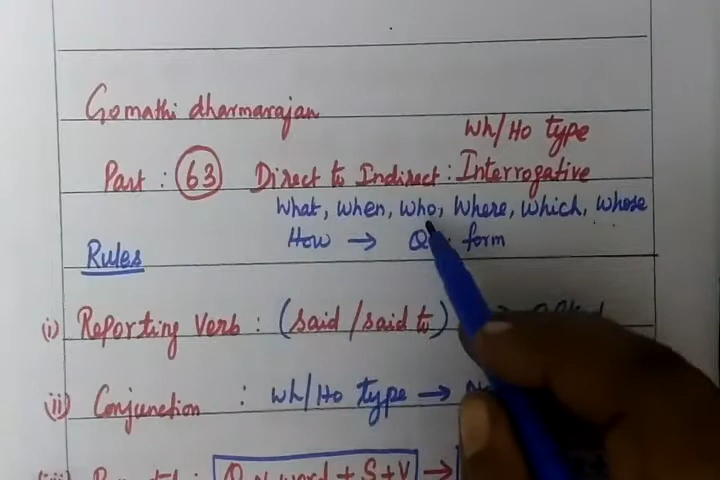 Gomathi dharmarajan
Wh/Ho type
Part : 63 Direct to Indirect : Interrogative
What, When, Who, Where, Which, Whose
Rules
How → form
(i) Reporting Verb : (said / said to)
(ii) Conjunction : Wh/Ho type →
word + S + V →